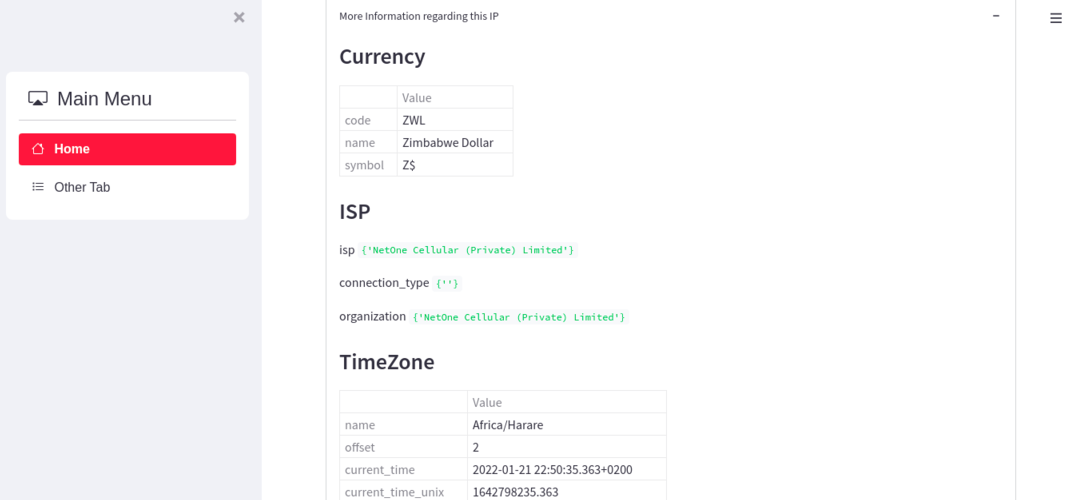 More Information regarding this IP
Main Menu
Home
Other Tab
Currency
Value
code ZWL
name Zimbabwe Dollar
symbol Z$
ISP
isp {'NetOne Cellular (Private) Limited'}
connection_type {''}
organization {'NetOne Cellular (Private) Limited'}
TimeZone
Value
name Africa/Harare
offset 2
current_time 2022-01-21 22:50:35.363+0200
current_time_unix 1642798235.363